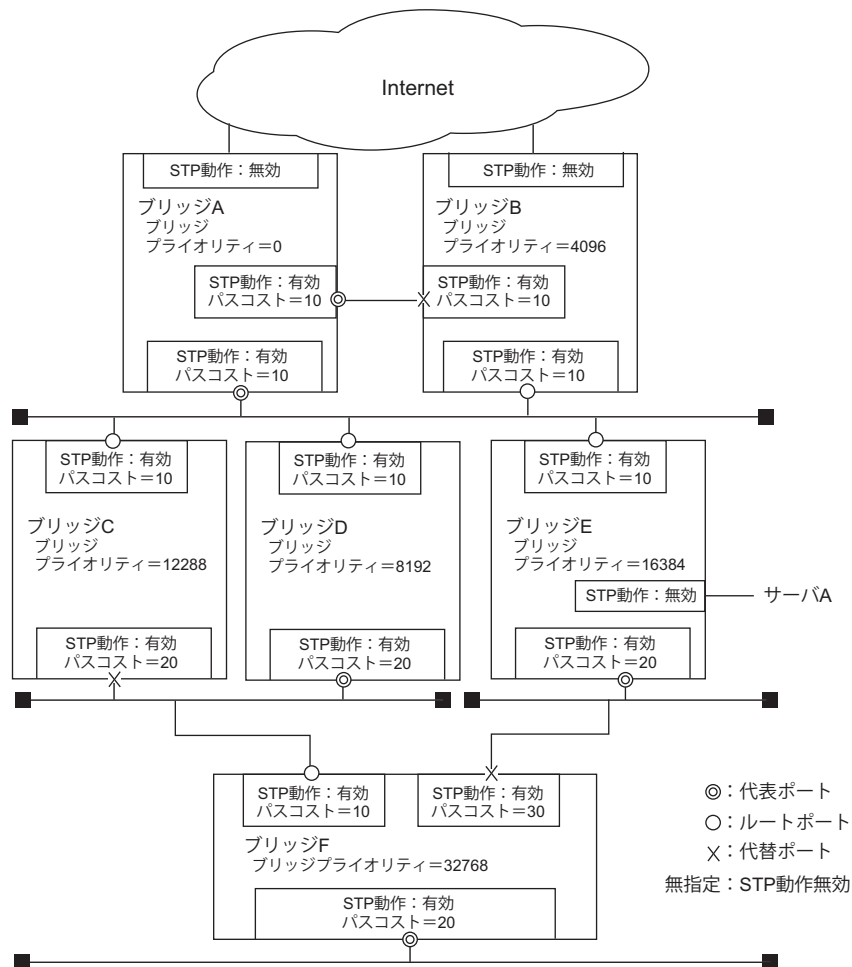 Internet
STP動作：無効
STP動作：無効
ブリッジA
ブリッジ
プライオリティ＝0
ブリッジB
ブリッジ
プライオリティ＝4096
STP動作：有効
パスコスト＝10
STP動作：有効
パスコスト＝10
STP動作：有効
パスコスト＝10
STP動作：有効
パスコスト＝10
STP動作：有効
パスコスト＝10
STP動作：有効
パスコスト＝10
STP動作：有効
パスコスト＝10
ブリッジC
ブリッジ
プライオリティ＝12288
ブリッジD
ブリッジ
プライオリティ＝8192
ブリッジE
ブリッジ
プライオリティ＝16384
STP動作：無効
サーバA
STP動作：有効
パスコスト＝20
STP動作：有効
パスコスト＝20
STP動作：有効
パスコスト＝20
STP動作：有効
パスコスト＝10
STP動作：有効
パスコスト＝30
ブリッジF
ブリッジプライオリティ＝32768
STP動作：有効
パスコスト＝20
◎：代表ポート
○：ルートポート
×：代替ポート
無指定：STP動作無効